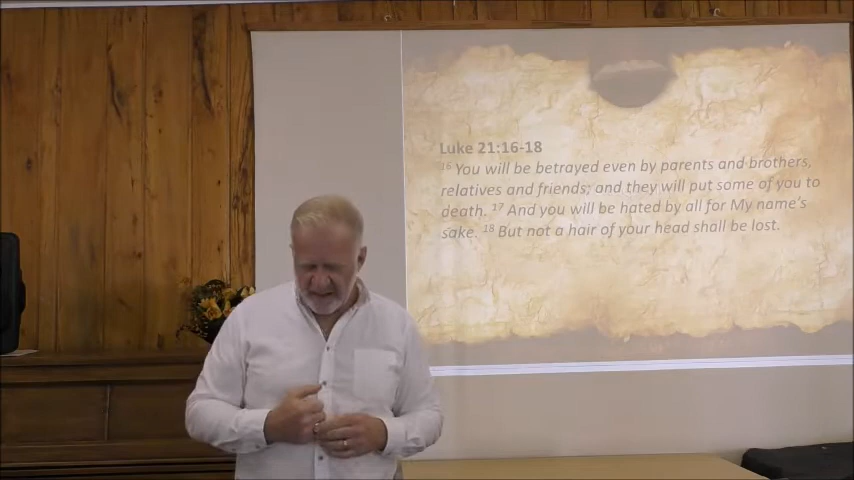 Luke 21:16-18
16 You will be betrayed even by parents and brothers,
relatives and friends; and they will put some of you to
death. 17 And you will be hated by all for My name's
sake. 18 But not a hair of your head shall be lost.